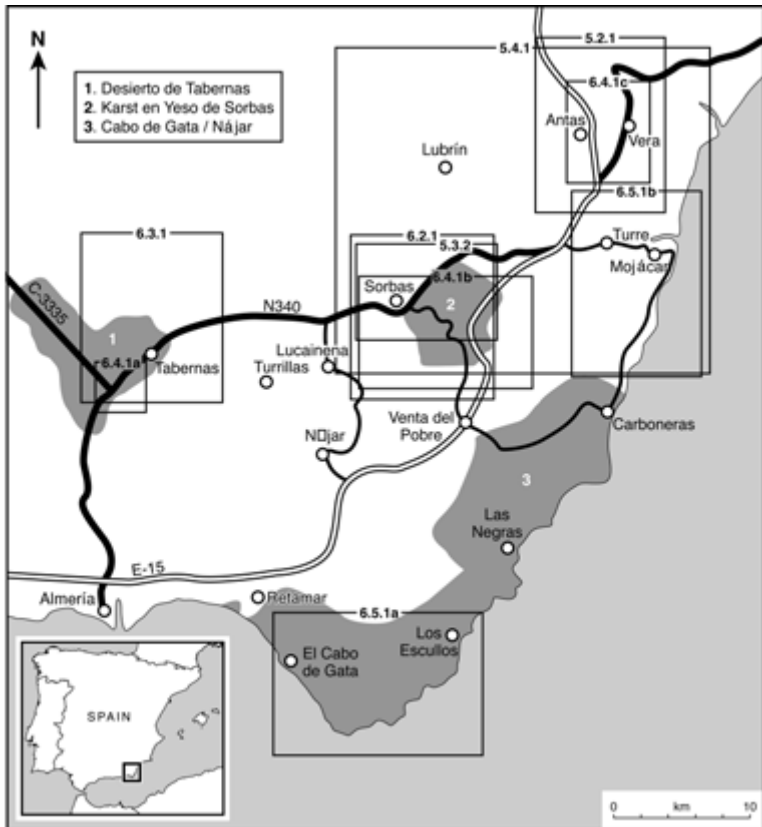 N
1. Desierto de Tabernas
2. Karst en Yeso de Sorbas
3. Cabo de Gata / Nájar
5.2.1
5.4.1
6.4.1c
Antas
Vera
Lubrín
6.5.1b
6.3.1
6.2.1
5.3.2
Turre
Mojácar
6.4.1b
Sorbas
2
C-3335
N340
1
6.4.1a
Tabernas
Lucainena
Turrillas
Venta del
Pobre
Carboneras
N□jar
3
Las
Negras
E-15
Almería
Retamar
6.5.1a
Los
Escullos
El Cabo
de Gata
SPAIN
0 km 10